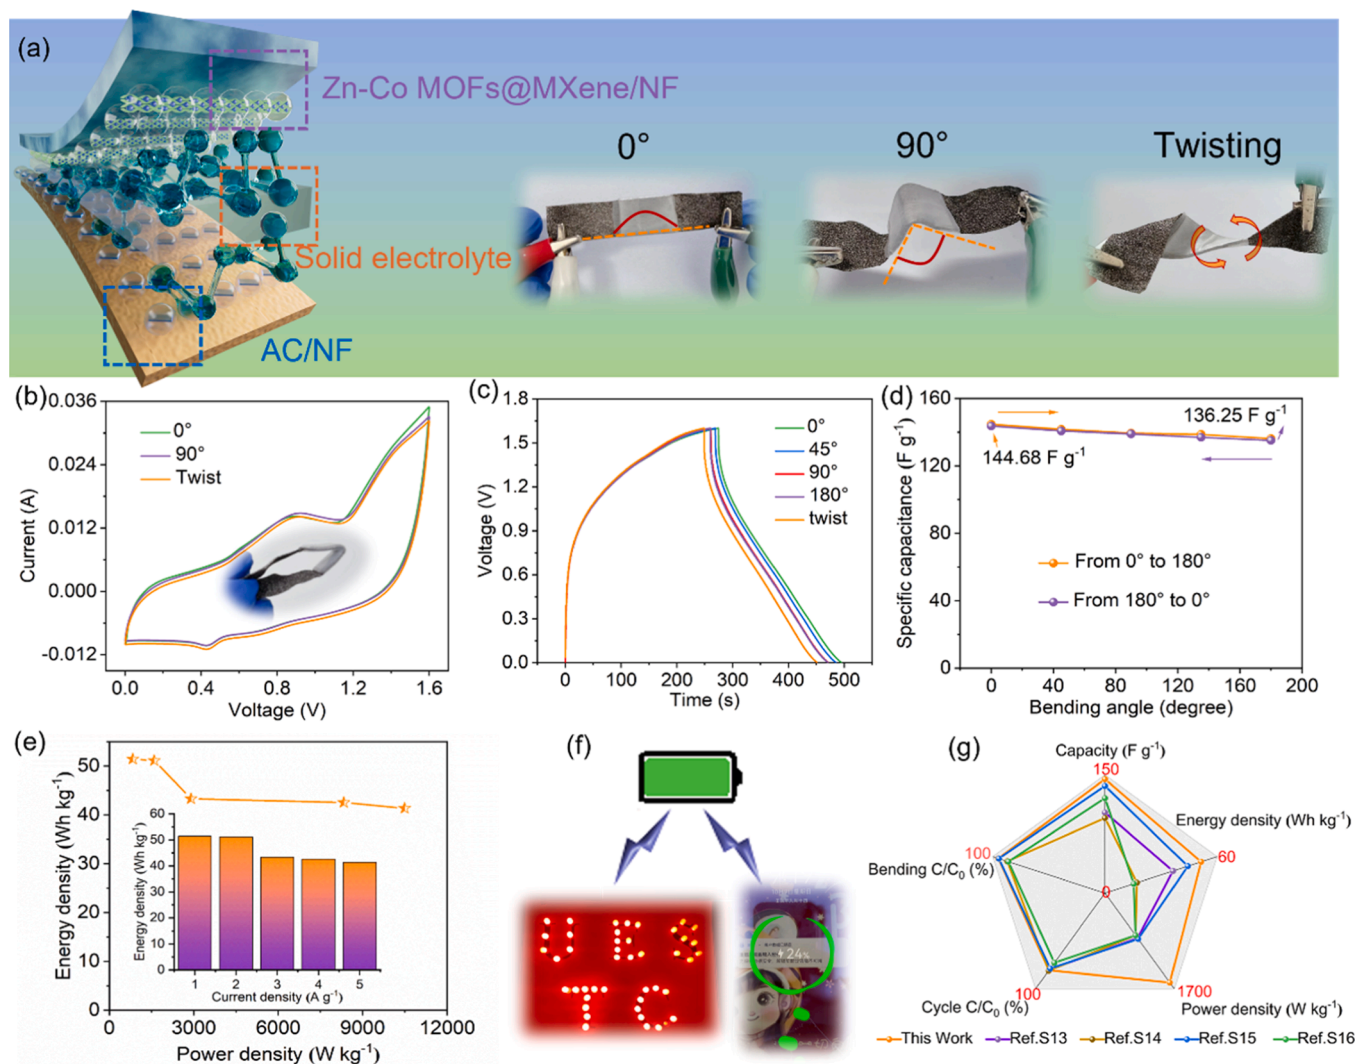 (a)
Zn-Co MOFs@MXene/NF
0°
90°
Twisting
Solid electrolyte
AC/NF
(b)
0.036
0.024
0.012
0.000
-0.012
Current (A)
0°
90°
Twist
0.0
0.4
0.8
1.2
1.6
Voltage (V)
(c)
1.8
1.5
1.2
0.9
0.6
0.3
0.0
Voltage (V)
0°
45°
90°
180°
twist
0
100
200
300
400
500
Time (s)
(d)
160
140
120
100
80
60
40
20
0
Specific capacitance (F g⁻¹)
136.25 F g⁻¹
144.68 F g⁻¹
From 0° to 180°
From 180° to 0°
0
40
80
120
160
200
Bending angle (degree)
(e)
50
40
30
20
10
0
Energy density (Wh kg⁻¹)
60
50
40
30
20
10
0
Energy density (Wh g⁻¹)
1
2
3
4
5
Current density (A g⁻¹)
0
3000
6000
9000
12000
Power density (W kg⁻¹)
(f)
U E S
T C
24%
(g)
Capacity (F g⁻¹)
150
Energy density (Wh kg⁻¹)
60
100
Bending C/C₀ (%)
0
100
Cycle C/C₀ (%)
1700
Power density (W kg⁻¹)
This Work
Ref.S13
Ref.S14
Ref.S15
Ref.S16